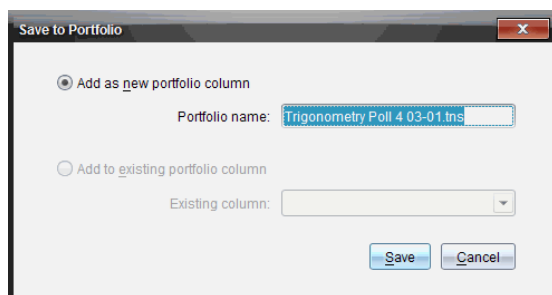 Save to Portfolio
Add as new portfolio column
Portfolio name: Trigonometry Poll 4 03-01.tns
Add to existing portfolio column
Existing column:
Save Cancel